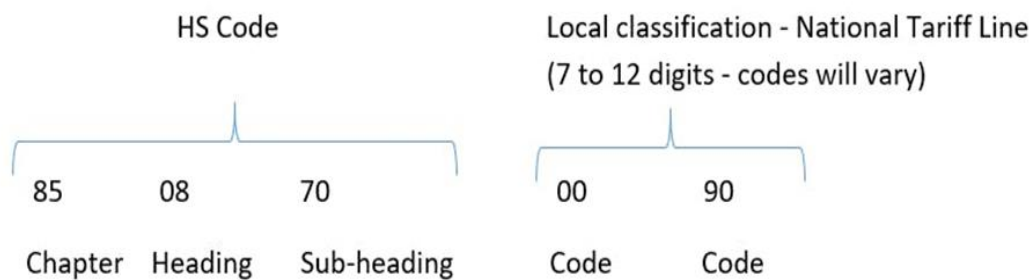 HS Code
Local classification - National Tariff Line
(7 to 12 digits - codes will vary)
85 08 70 00 90
Chapter Heading Sub-heading Code Code